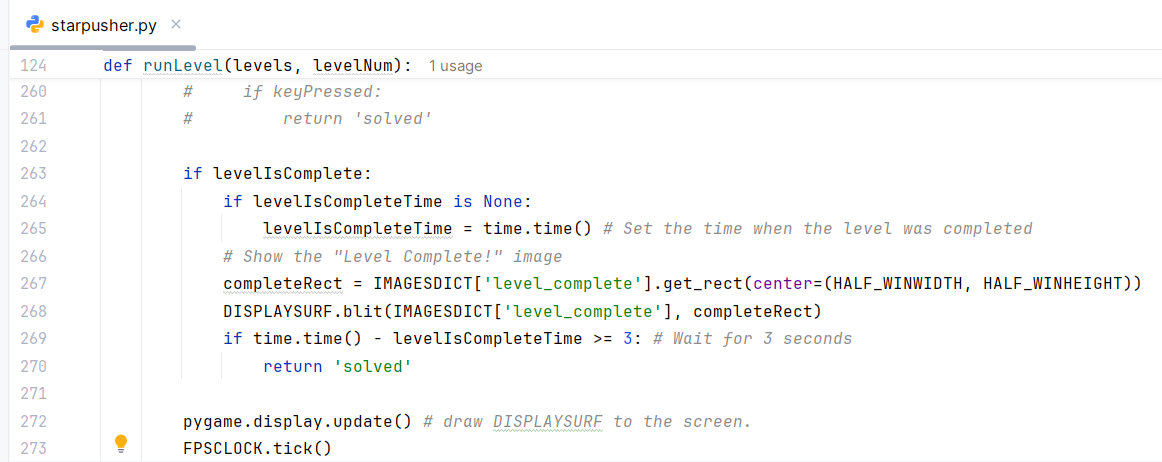 starpusher.py ×
124 def runLevel(levels, levelNum): 1 usage
260 #     if keyPressed:
261 #         return 'solved'
262
263 if levelIsComplete:
264 if levelIsCompleteTime is None:
265 levelIsCompleteTime = time.time() # Set the time when the level was completed
266 # Show the "Level Complete!" image
267 completeRect = IMAGESDICT['level_complete'].get_rect(center=(HALF_WINWIDTH, HALF_WINHEIGHT))
268 DISPLAYSURF.blit(IMAGESDICT['level_complete'], completeRect)
269 if time.time() - levelIsCompleteTime >= 3: # Wait for 3 seconds
270 return 'solved'
271
272 pygame.display.update() # draw DISPLAYSURF to the screen.
273 FPSCLOCK.tick()